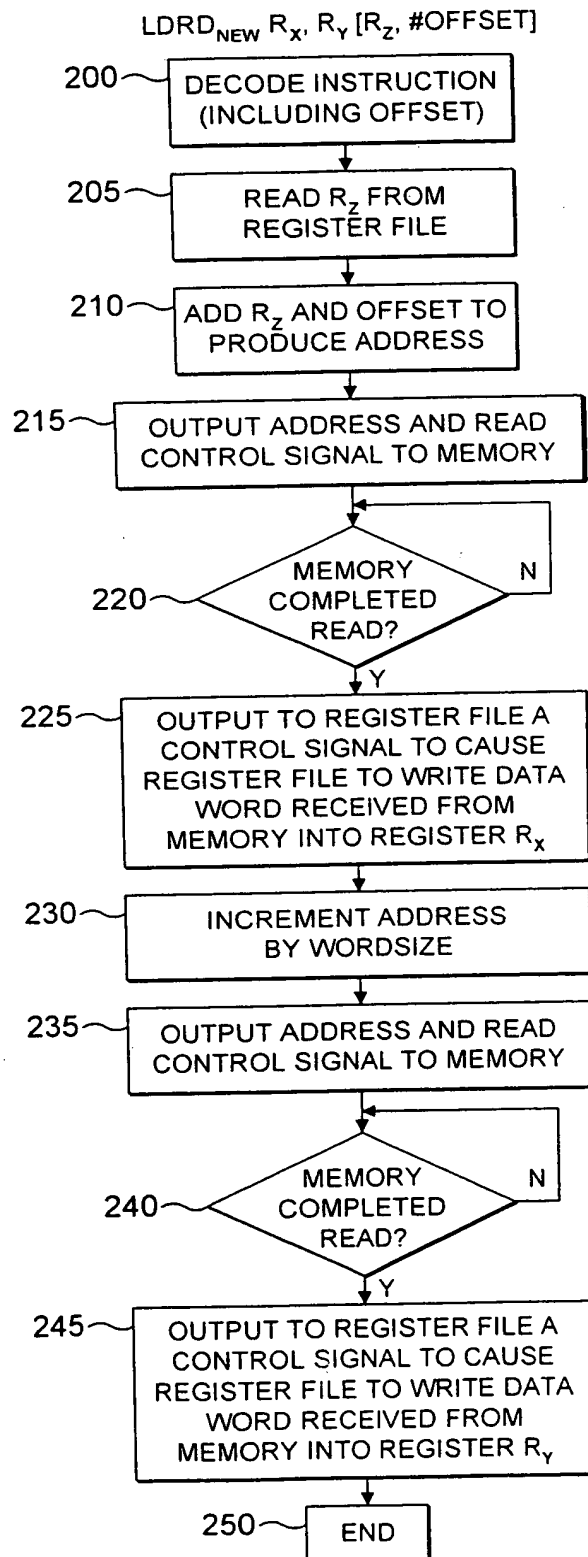 LDRD_NEW R_X, R_Y [R_Z, #OFFSET]
200
DECODE INSTRUCTION
(INCLUDING OFFSET)
205
READ R_Z FROM
REGISTER FILE
210
ADD R_Z AND OFFSET TO
PRODUCE ADDRESS
215
OUTPUT ADDRESS AND READ
CONTROL SIGNAL TO MEMORY
220
MEMORY
COMPLETED
READ?
N
Y
225
OUTPUT TO REGISTER FILE A
CONTROL SIGNAL TO CAUSE
REGISTER FILE TO WRITE DATA
WORD RECEIVED FROM
MEMORY INTO REGISTER R_X
230
INCREMENT ADDRESS
BY WORDSIZE
235
OUTPUT ADDRESS AND READ
CONTROL SIGNAL TO MEMORY
240
MEMORY
COMPLETED
READ?
N
Y
245
OUTPUT TO REGISTER FILE A
CONTROL SIGNAL TO CAUSE
REGISTER FILE TO WRITE DATA
WORD RECEIVED FROM
MEMORY INTO REGISTER R_Y
250
END